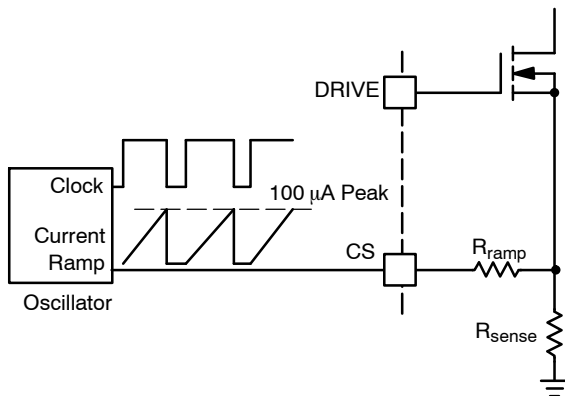 DRIVE
Clock
100 μA Peak
Current
Ramp
CS
Rramp
Oscillator
Rsense